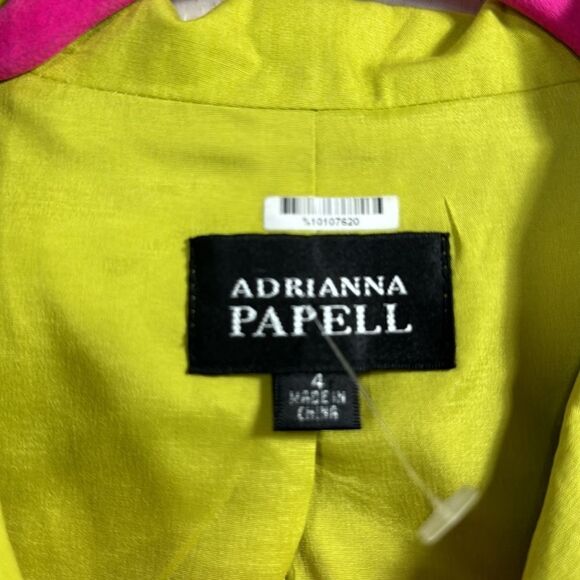 %10107620
ADRIANNA
PAPELL
4
MADE IN
CHINA